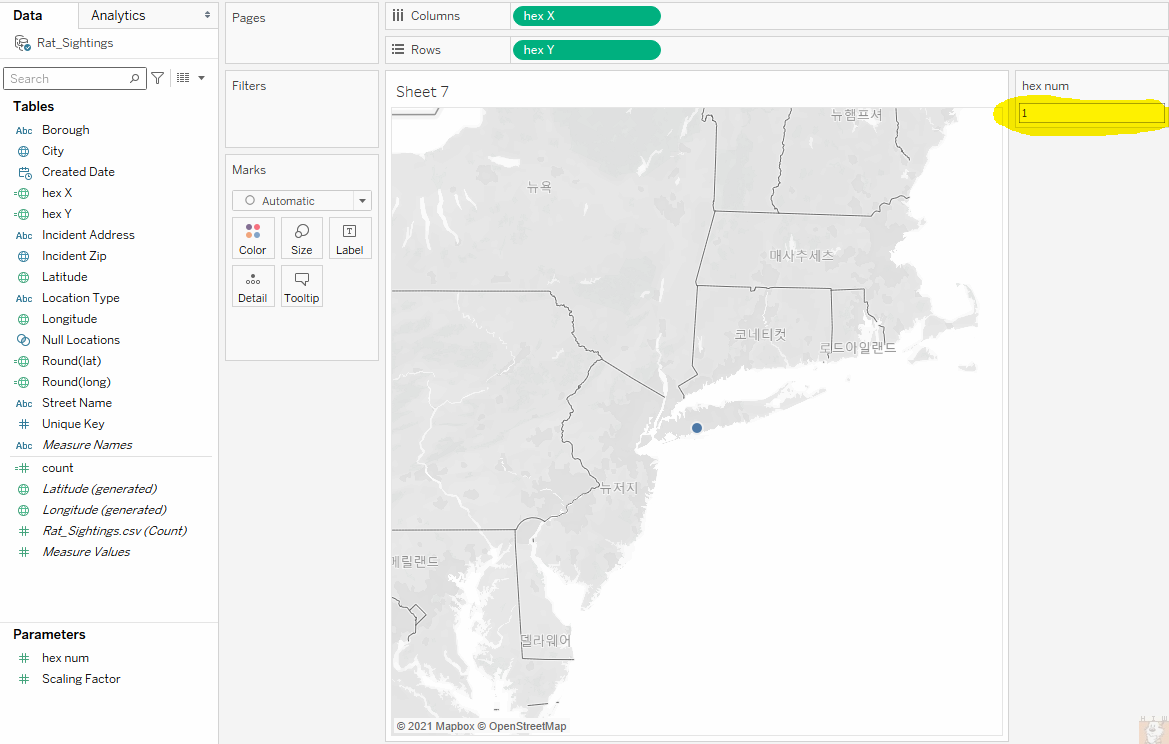 Data
Analytics
Rat_Sightings
Search
Tables
Abc Borough
City
Created Date
hex X
hex Y
Abc Incident Address
Incident Zip
Latitude
Abc Location Type
Longitude
Null Locations
Round(lat)
Round(long)
Abc Street Name
Unique Key
Abc Measure Names
count
Latitude (generated)
Longitude (generated)
Rat_Sightings.csv (Count)
Measure Values
Parameters
hex num
Scaling Factor
Pages
Filters
Marks
Automatic
Color
Size
Label
Detail
Tooltip
Columns
hex X
Rows
hex Y
Sheet 7
뉴햄프셔
뉴욕
매사추세츠
코네티컷
로드아일랜드
뉴저지
메릴랜드
델라웨어
© 2021 Mapbox © OpenStreetMap
hex num
1